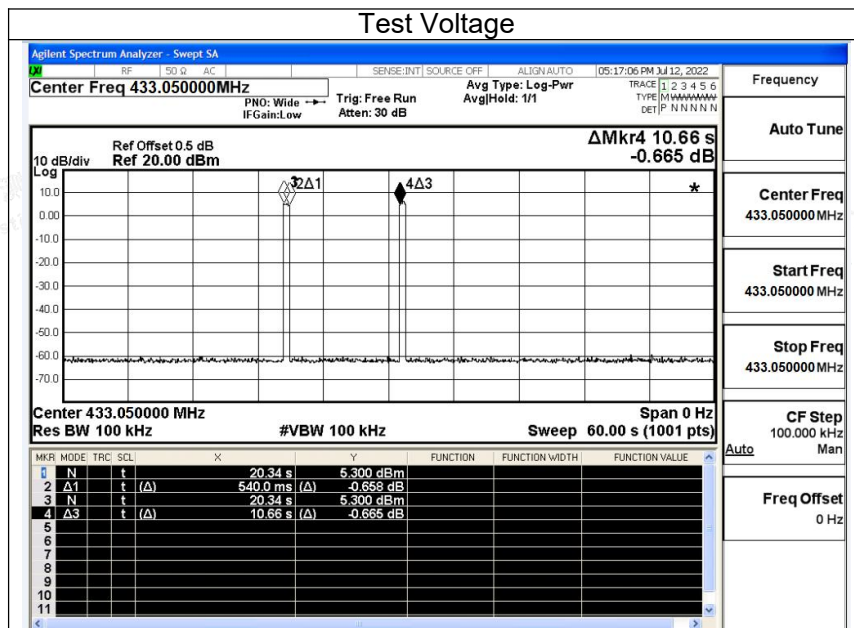 Test Voltage
Agilent Spectrum Analyzer - Swept SA
LXI RF 50 Ω AC SENSE:INT SOURCE OFF ALIGN AUTO 05:17:06 PM Jul 12, 2022
Center Freq 433.050000MHz
PNO: Wide
IFGain:Low
Trig: Free Run
Atten: 30 dB
Avg Type: Log-Pwr
Avg|Hold: 1/1
TRACE 1 2 3 4 5 6
TYPE M
DET P N N N N N
ΔMkr4 10.66 s
-0.665 dB
Ref Offset 0.5 dB
10 dB/div Ref 20.00 dBm
Log
3 2Δ1 4Δ3 *
10.0
0.00
-10.0
-20.0
-30.0
-40.0
-50.0
-60.0
-70.0
Center 433.050000 MHz Span 0 Hz
Res BW 100 kHz #VBW 100 kHz Sweep 60.00 s (1001 pts)
MKR MODE TRC SCL X Y FUNCTION FUNCTION WIDTH FUNCTION VALUE
1 N t 20.34 s 5.300 dBm
2 Δ1 t (Δ) 540.0 ms (Δ) -0.658 dB
3 N t 20.34 s 5.300 dBm
4 Δ3 t (Δ) 10.66 s (Δ) -0.665 dB
5
6
7
8
9
10
11
Frequency
Auto Tune
Center Freq
433.050000 MHz
Start Freq
433.050000 MHz
Stop Freq
433.050000 MHz
CF Step
100.000 kHz
Auto Man
Freq Offset
0 Hz